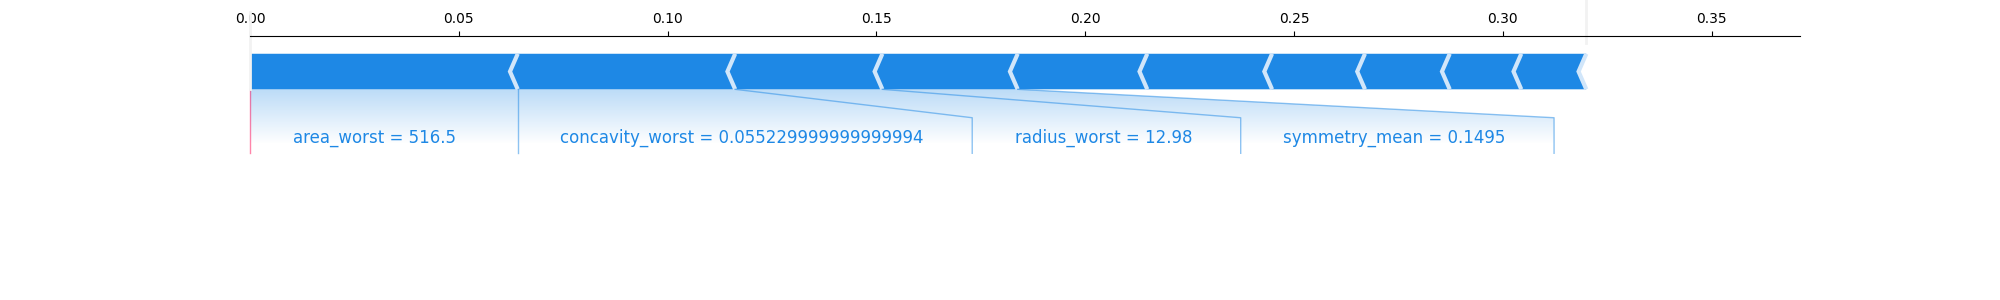 0.00 0.05 0.10 0.15 0.20 0.25 0.30 0.35
area_worst = 516.5 concavity_worst = 0.055229999999999994 radius_worst = 12.98 symmetry_mean = 0.1495